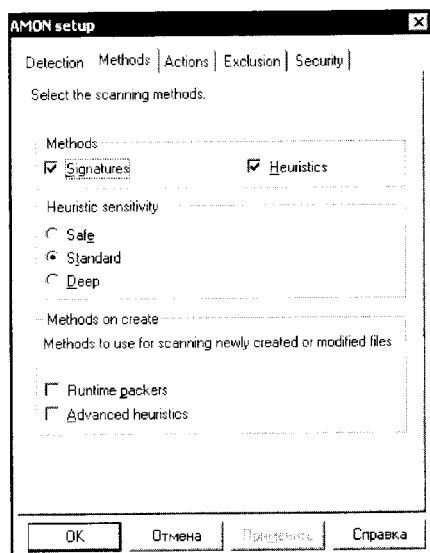 AMON setup
Detection Methods Actions Exclusion Security
Select the scanning methods.
Methods
Signatures Heuristics
Heuristic sensitivity
Safe
Standard
Deep
Methods on create
Methods to use for scanning newly created or modified files
Runtime packers
Advanced heuristics
OK Отмена Применить Справка